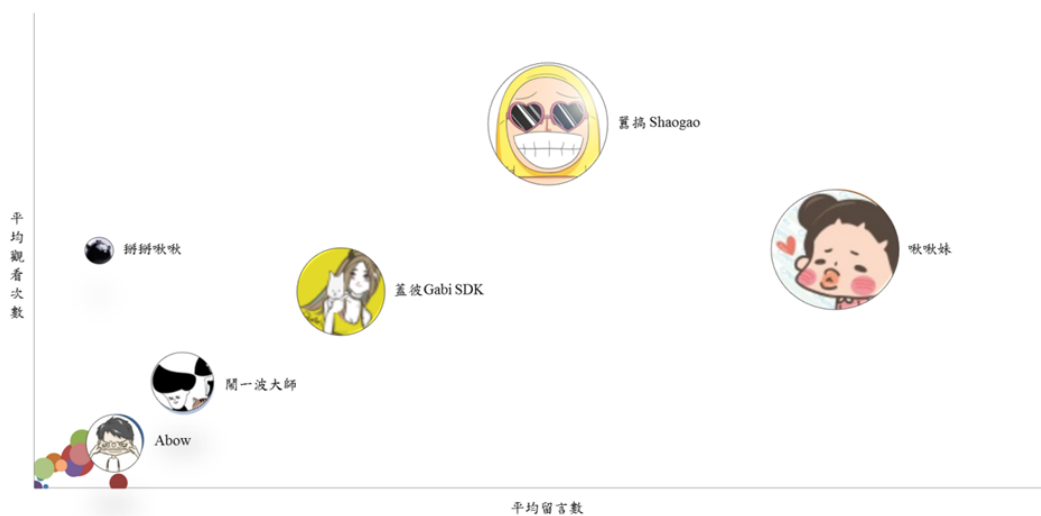 囂搞 Shaogao
平均觀看次數
掰掰啾啾
啾啾妹
蓋彼Gabi SDK
鬧一波大師
Abow
平均留言數